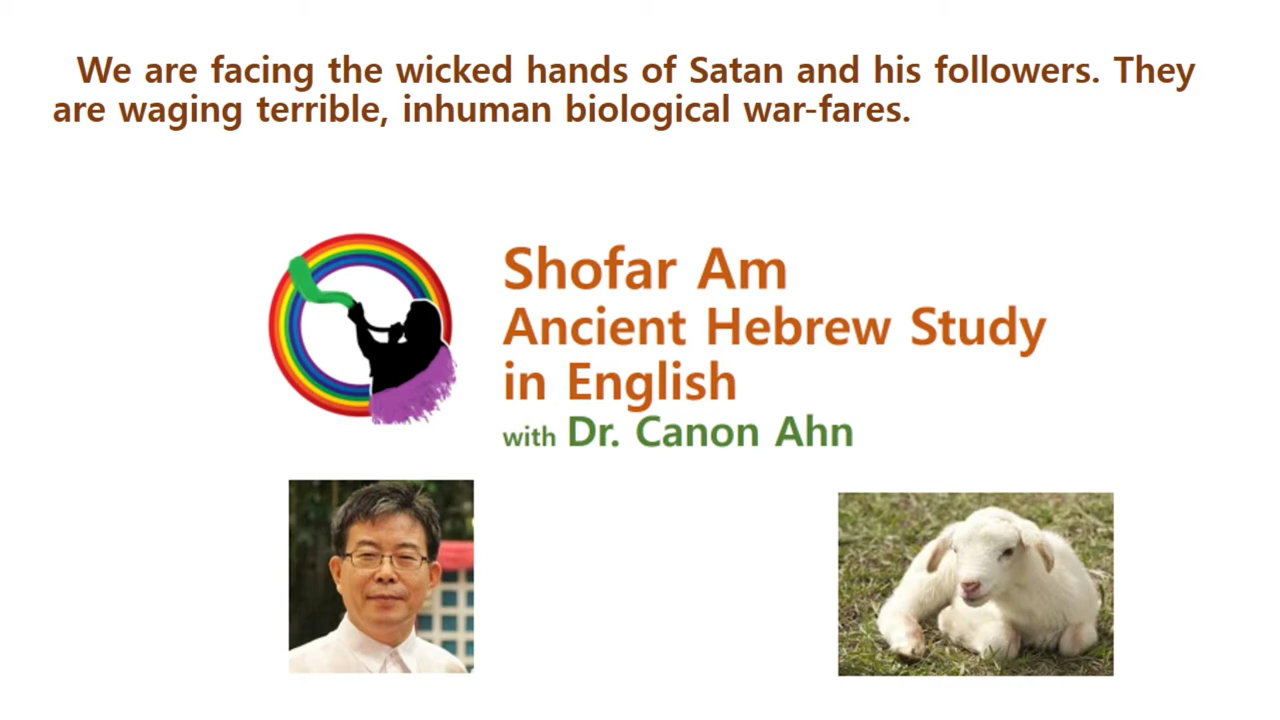 We are facing the wicked hands of Satan and his followers. They
are waging terrible, inhuman biological war-fares.
Shofar Am
Ancient Hebrew Study
in English
with Dr. Canon Ahn